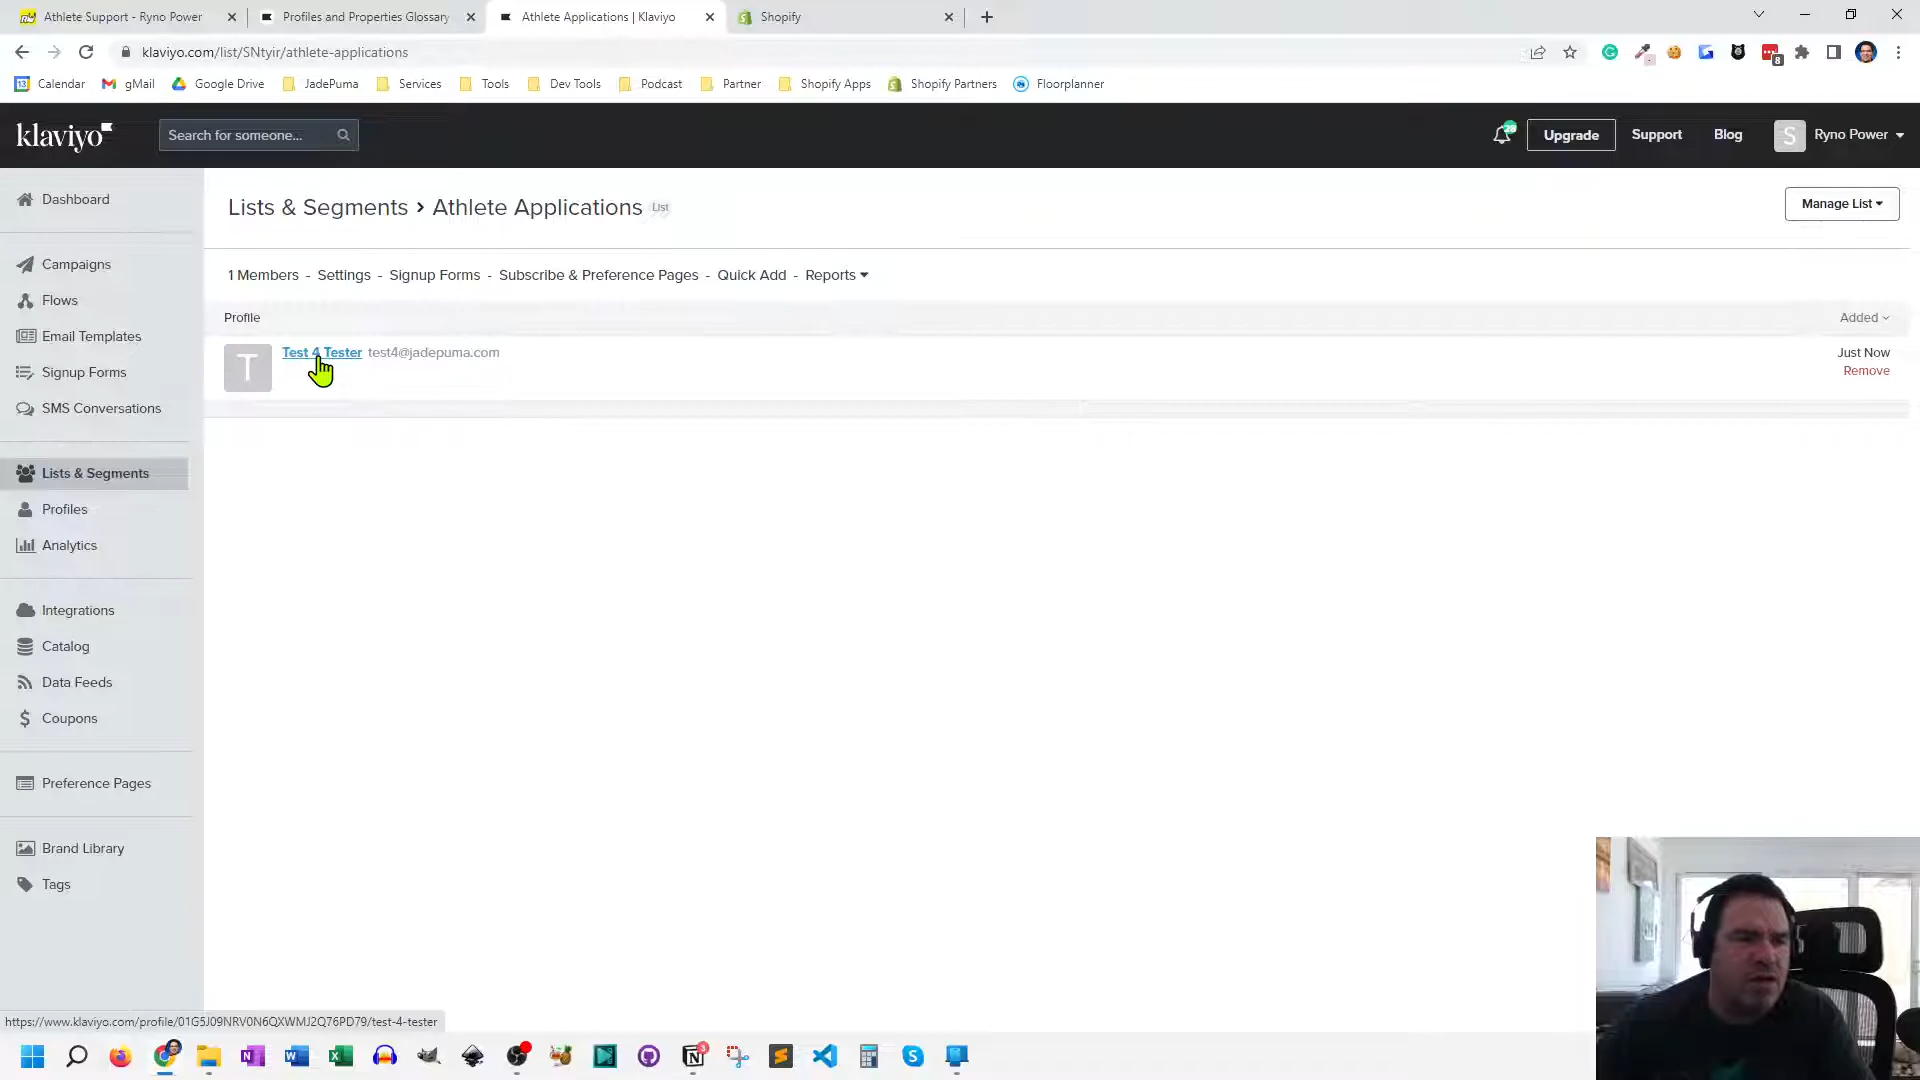 Athlete Support - Ryno Power
Profiles and Properties Glossary
Athlete Applications | Klaviyo
Shopify
klaviyo.com/list/SNtyir/athlete-applications
8
13 Calendar
gMail
Google Drive
JadePuma
Services
Tools
Dev Tools
Podcast
Partner
Shopify Apps
Shopify Partners
Floorplanner
klaviyo
Search for someone...
Upgrade
Support
Blog
S
Ryno Power
Dashboard
Campaigns
Flows
Email Templates
Signup Forms
SMS Conversations
Lists & Segments
Profiles
Analytics
Integrations
Catalog
Data Feeds
Coupons
Preference Pages
Brand Library
Tags
Lists & Segments › Athlete Applications List
Manage List
1 Members - Settings - Signup Forms - Subscribe & Preference Pages - Quick Add - Reports
Profile
Added
T
Test 4 Tester test4@jadepuma.com
Just Now
Remove
https://www.klaviyo.com/profile/01G5J09NRV0N6QXWMJ2Q76PD79/test-4-tester